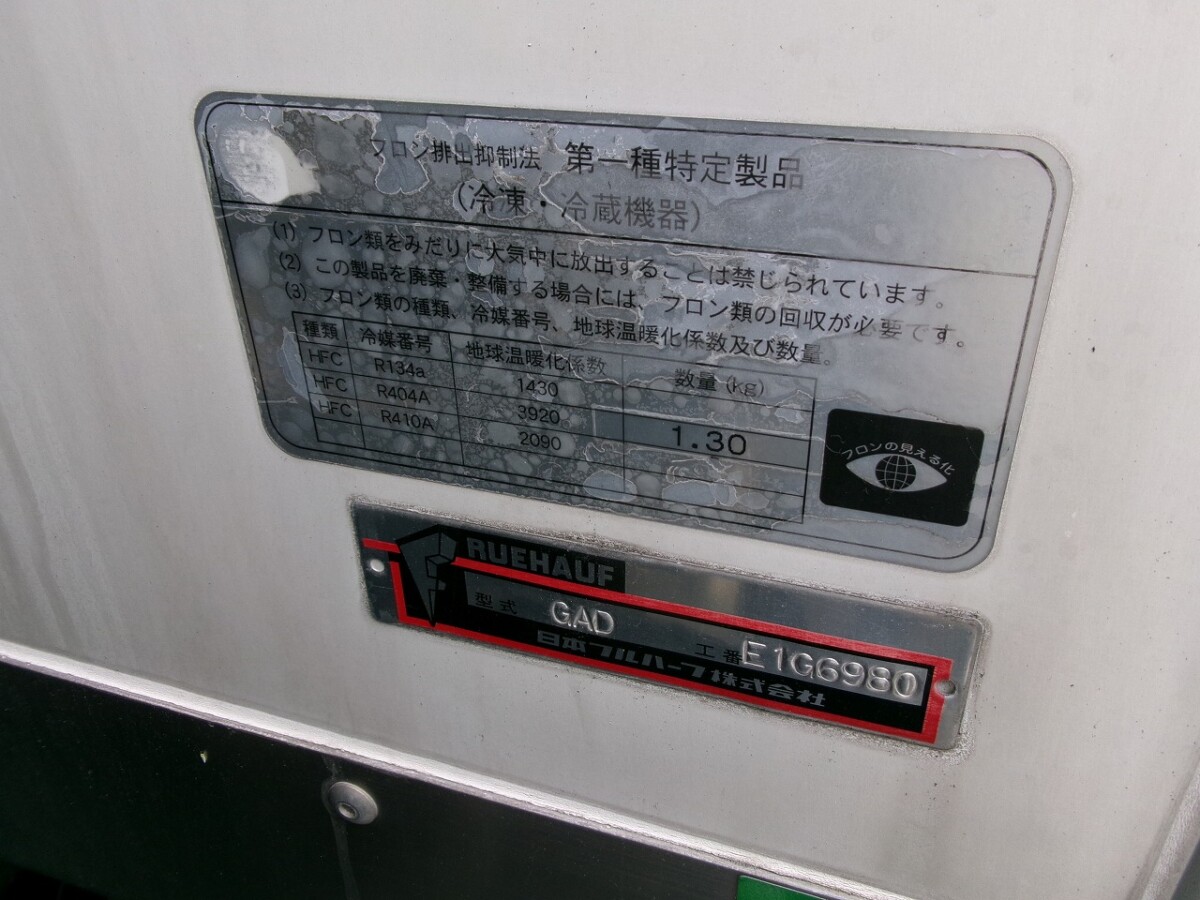 フロン排出抑制法 第一種特定製品
(冷凍・冷蔵機器)
(1) フロン類をみだりに大気中に放出することは禁じられています。
(2) この製品を廃棄・整備する場合には、フロン類の回収が必要です。
(3) フロン類の種類、冷媒番号、地球温暖化係数及び数量。
種類 冷媒番号 地球温暖化係数 数量(kg)
HFC R134a 1430
HFC R404A 3920 1.30
HFC R410A 2090
フロンの見える化
FRUEHAUF
型式 GAD 工番 E1G6980
日本フルハーフ株式会社